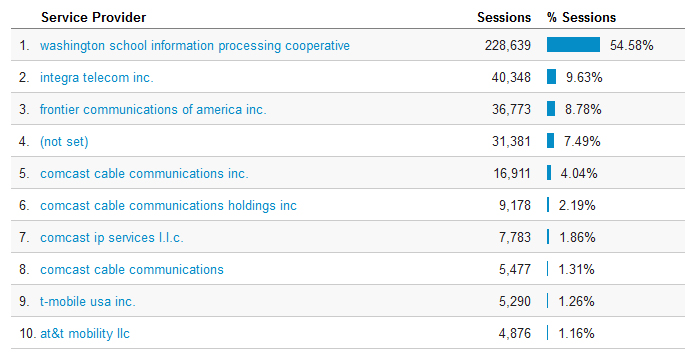 Service Provider Sessions % Sessions
1. washington school information processing cooperative 228,639 54.58%
2. integra telecom inc. 40,348 9.63%
3. frontier communications of america inc. 36,773 8.78%
4. (not set) 31,381 7.49%
5. comcast cable communications inc. 16,911 4.04%
6. comcast cable communications holdings inc 9,178 2.19%
7. comcast ip services l.l.c. 7,783 1.86%
8. comcast cable communications 5,477 1.31%
9. t-mobile usa inc. 5,290 1.26%
10. at&t mobility llc 4,876 1.16%